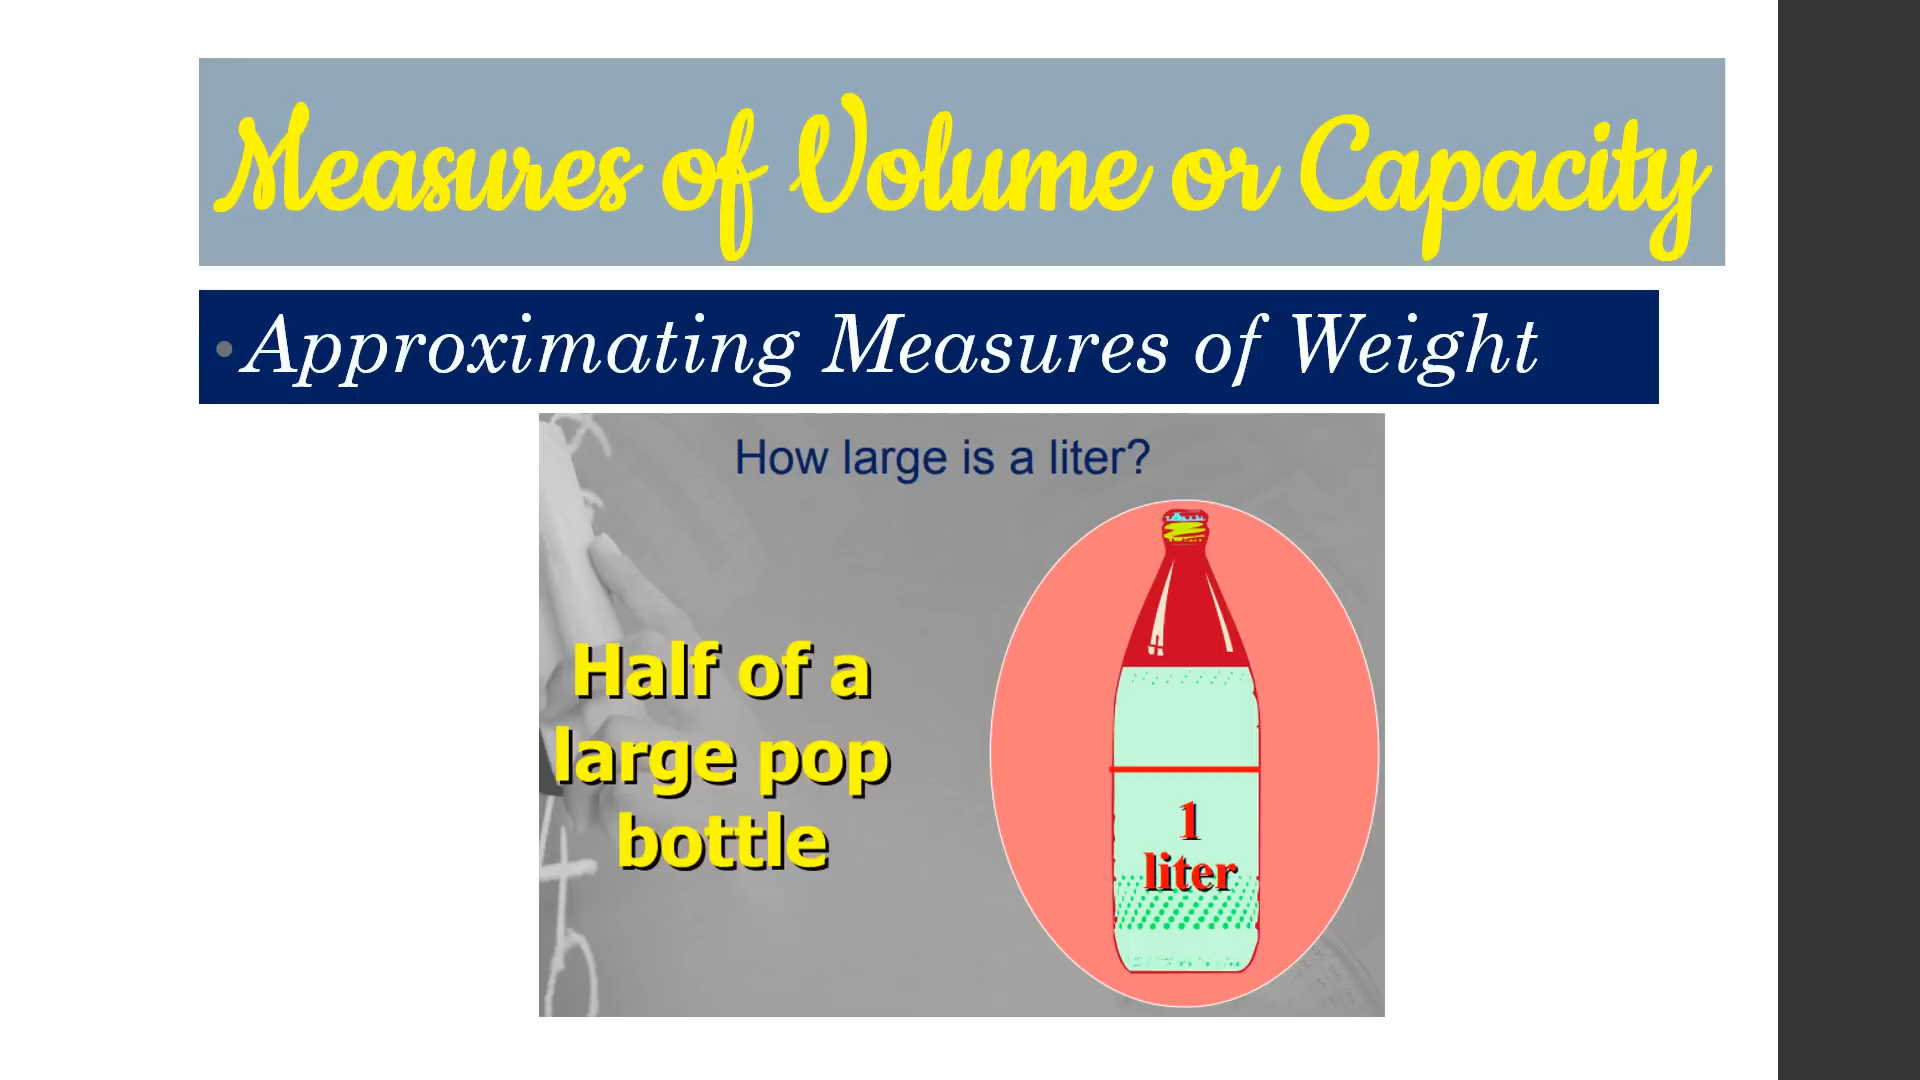 Measures of Volume or Capacity
• Approximating Measures of Weight
How large is a liter?
Half of a
large pop
bottle
1
liter